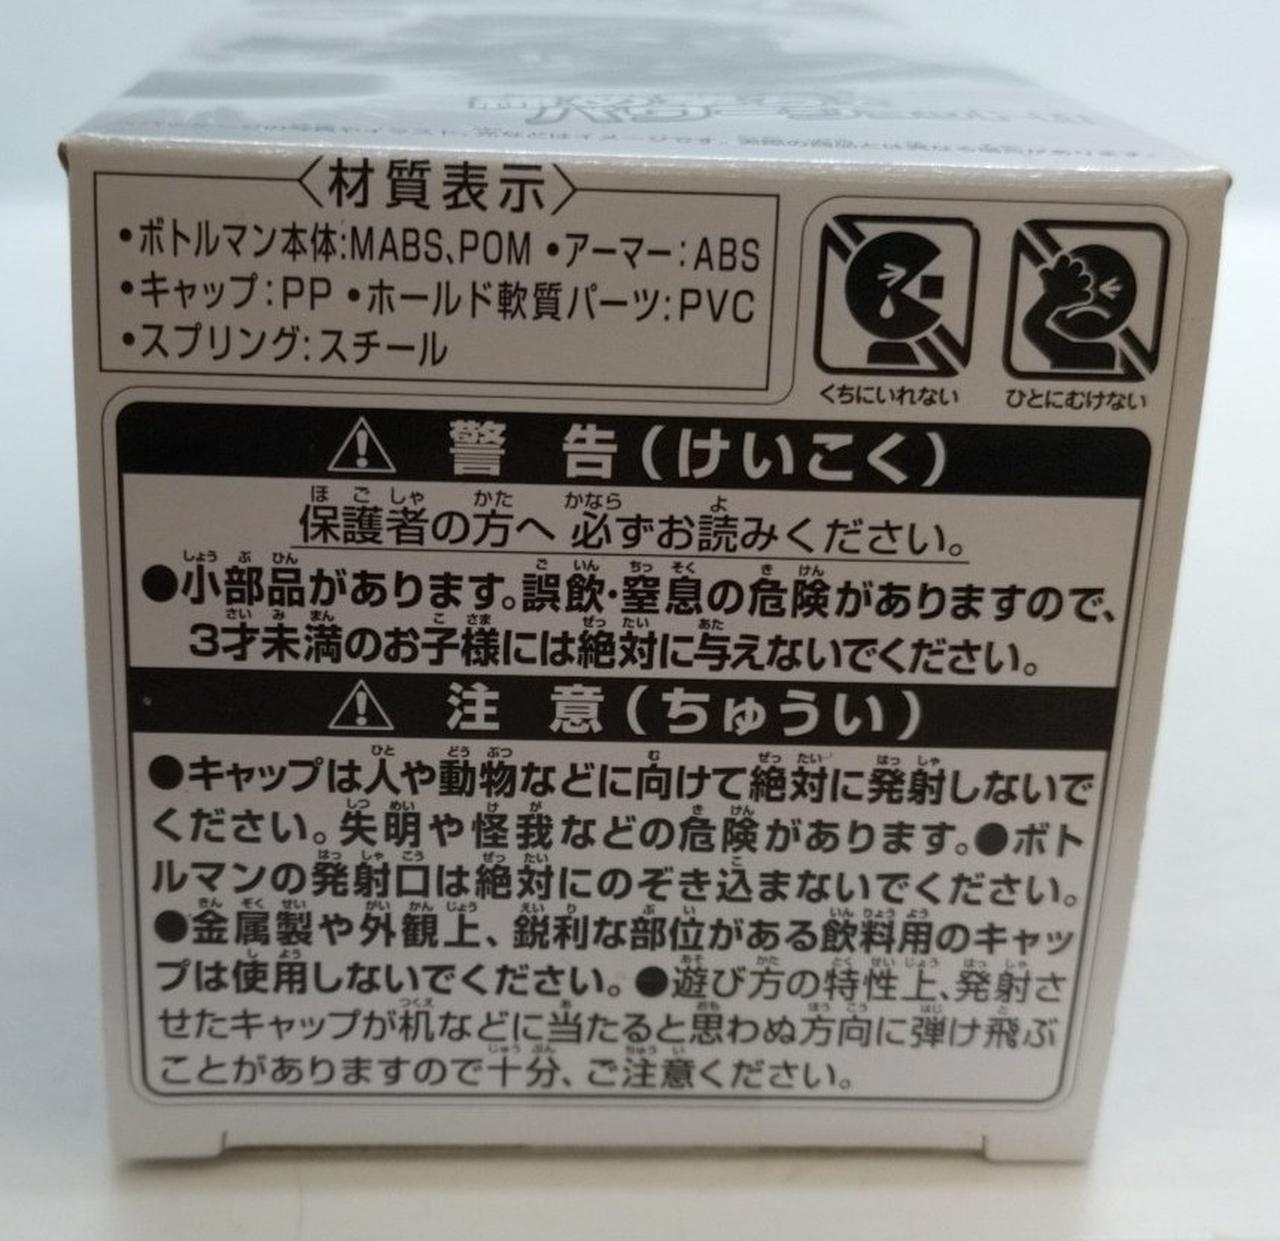 〈材質表示〉
•ボトルマン本体:MABS、POM •アーマー:ABS
•キャップ:PP •ホールド軟質パーツ:PVC
•スプリング:スチール
くちにいれない
ひとにむけない
警 告(けいこく)
保護者の方へ 必ずお読みください。
●小部品があります。誤飲・窒息の危険がありますので、
3才未満のお子様には絶対に与えないでください。
注 意(ちゅうい)
●キャップは人や動物などに向けて絶対に発射しないで
ください。失明や怪我などの危険があります。●ボト
ルマンの発射口は絶対にのぞき込まないでください。
●金属製や外観上、鋭利な部位がある飲料用のキャッ
プは使用しないでください。●遊び方の特性上、発射さ
せたキャップが机などに当たると思わぬ方向に弾け飛ぶ
ことがありますので十分、ご注意ください。